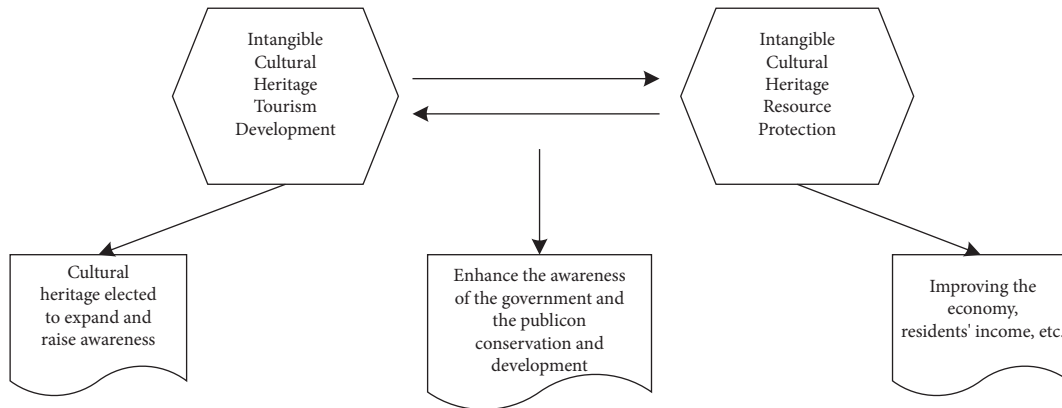 Intangible
Cultural
Heritage
Tourism
Development
Intangible
Cultural
Heritage
Resource
Protection
Cultural
heritage elected
to expand and
raise awareness
Enhance the awareness
of the government and
the publicon
conservation and
development
Improving the
economy,
residents' income, etc.